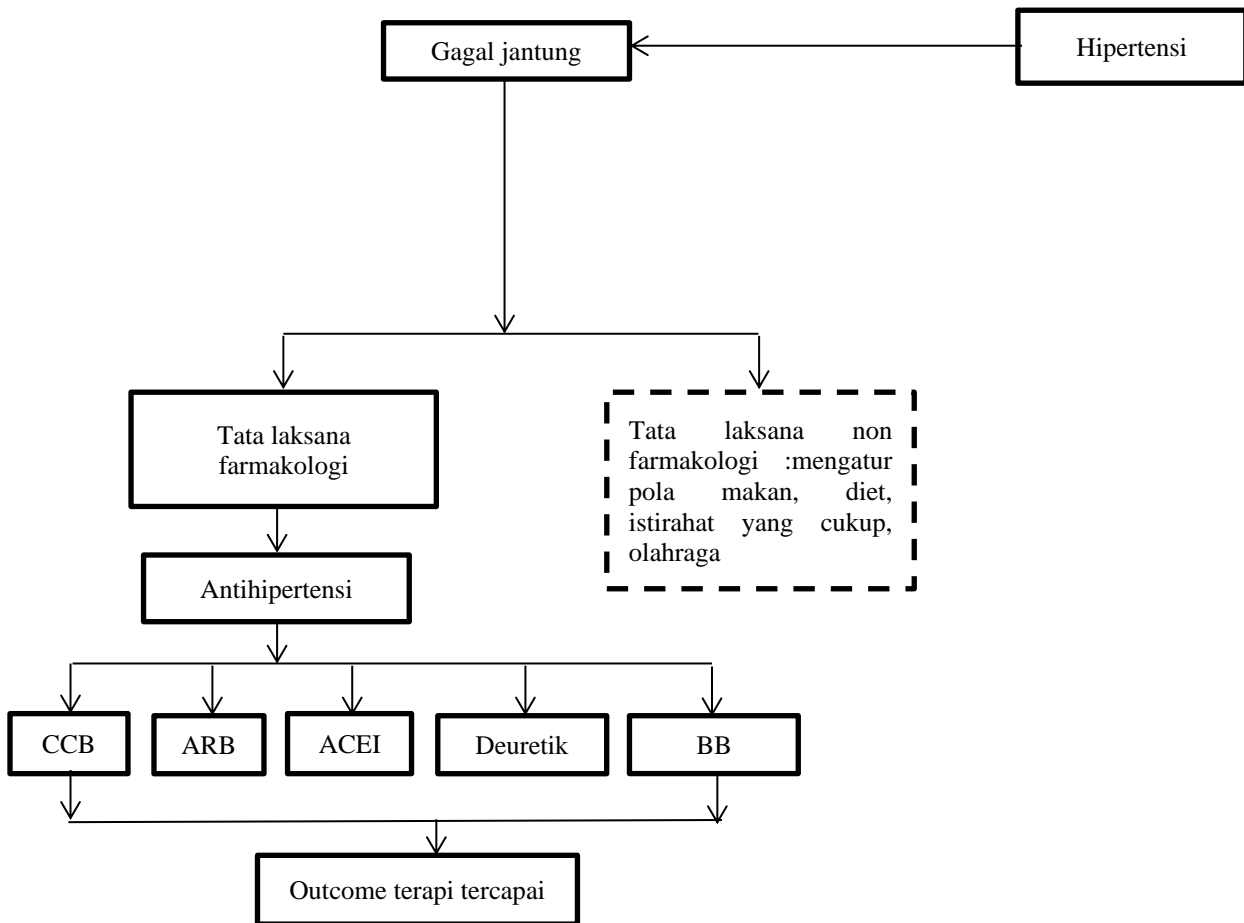 Gagal jantung
Hipertensi
Tata laksana
farmakologi
Tata laksana non
farmakologi :mengatur
pola makan, diet,
istirahat yang cukup,
olahraga
Antihipertensi
CCB
ARB
ACEI
Deuretik
BB
Outcome terapi tercapai